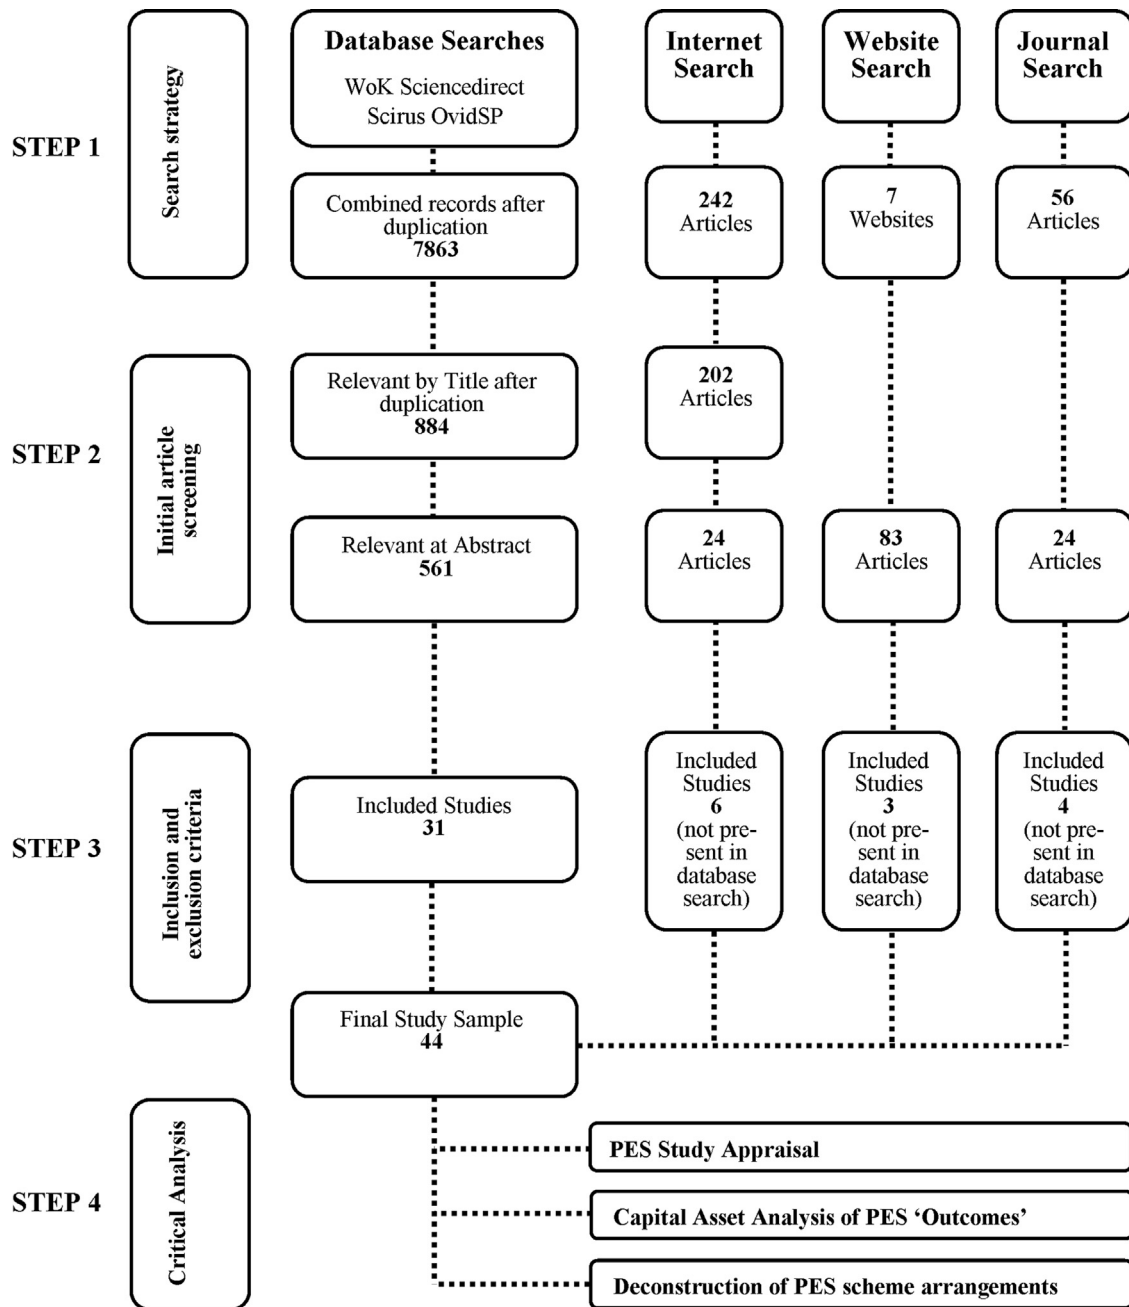 STEP 1
Search strategy
Database Searches
WoK Sciencedirect
Scirus OvidSP
Internet
Search
Website
Search
Journal
Search
Combined records after
duplication
7863
242
Articles
7
Websites
56
Articles
STEP 2
Initial article
screening
Relevant by Title after
duplication
884
202
Articles
Relevant at Abstract
561
24
Articles
83
Articles
24
Articles
STEP 3
Inclusion and
exclusion criteria
Included Studies
31
Included
Studies
6
(not pre-
sent in
database
search)
Included
Studies
3
(not pre-
sent in
database
search)
Included
Studies
4
(not pre-
sent in
database
search)
Final Study Sample
44
STEP 4
Critical Analysis
PES Study Appraisal
Capital Asset Analysis of PES ‘Outcomes’
Deconstruction of PES scheme arrangements